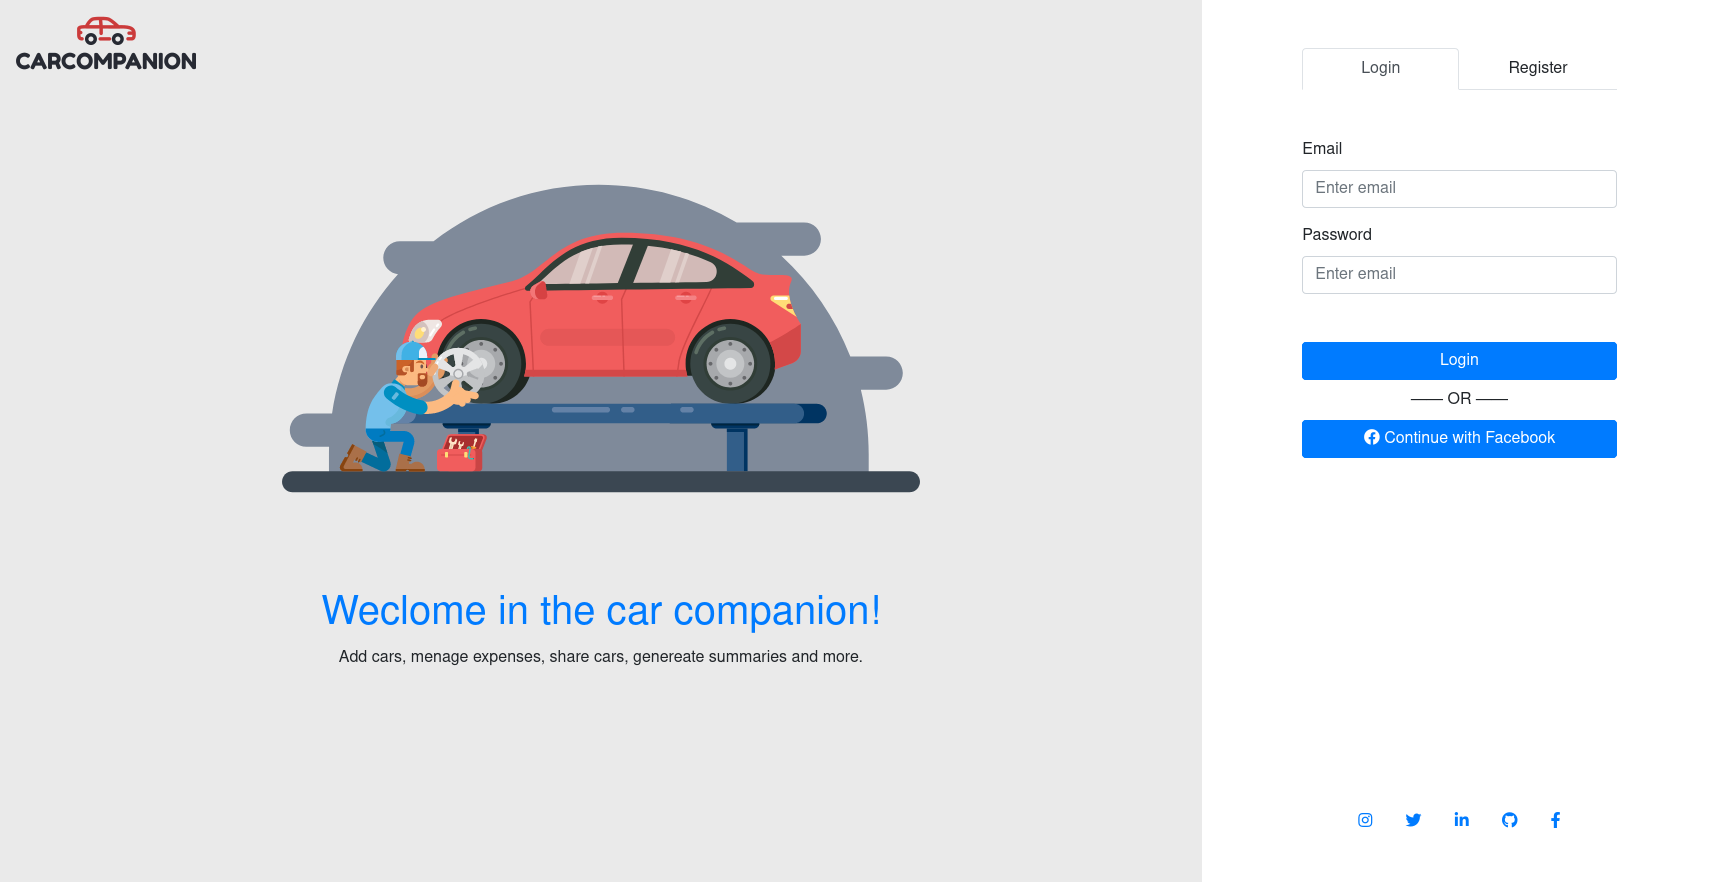 CARCOMPANION
Weclome in the car companion!
Add cars, menage expenses, share cars, genereate summaries and more.
Login Register
Email
Enter email
Password
Enter email
Login
OR
Continue with Facebook